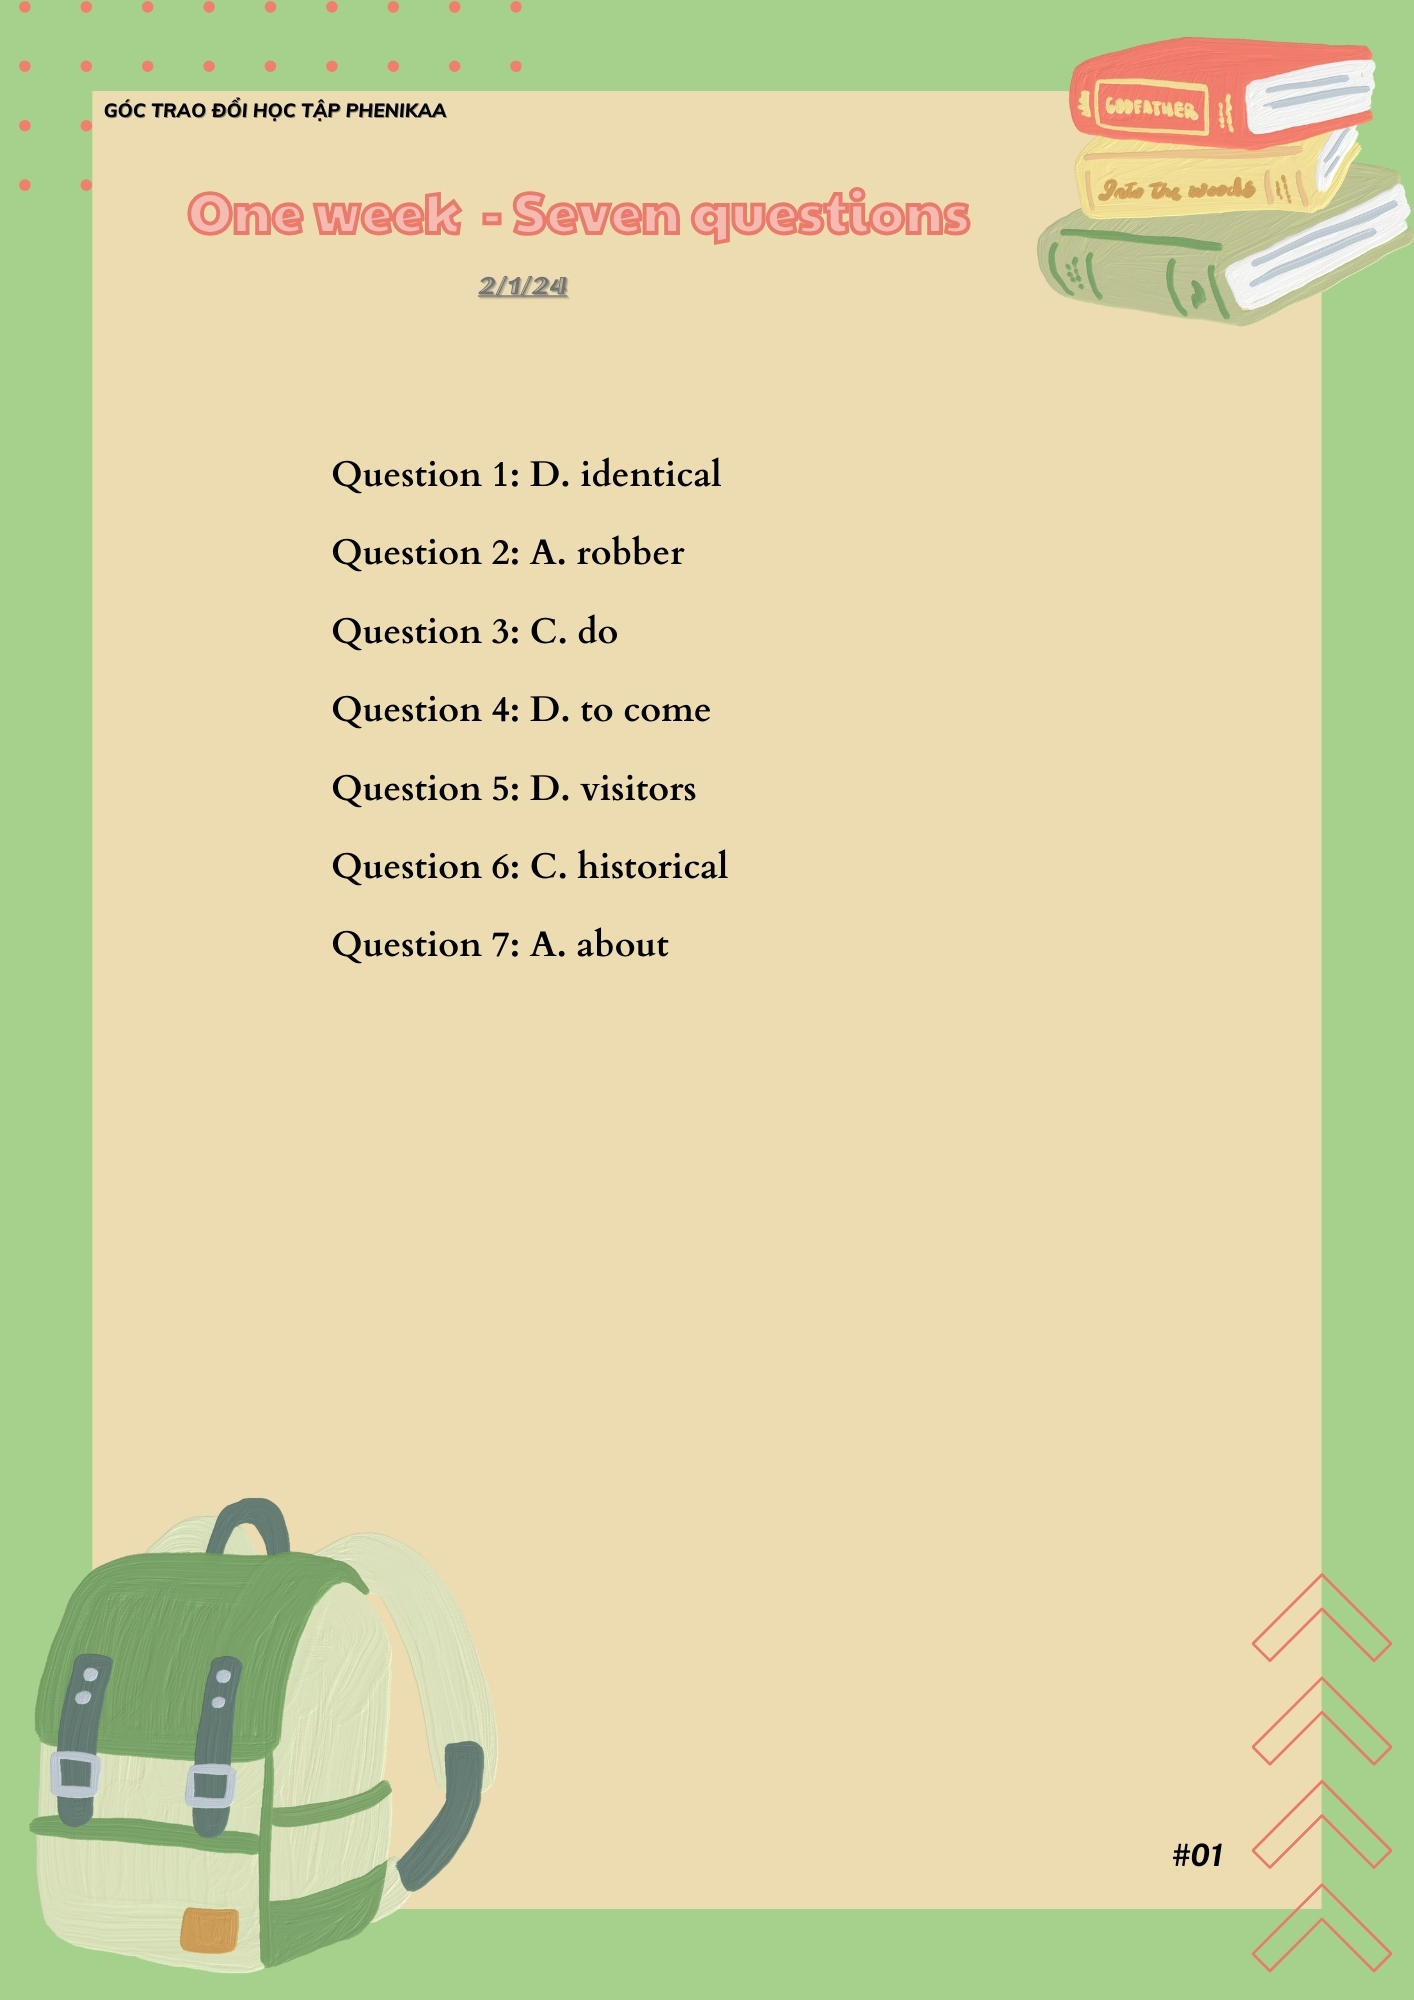 GÓC TRAO ĐỔI HỌC TẬP PHENIKAA
GODFATHER
Into The woods
One week - Seven questions
2/1/24
Question 1: D. identical
Question 2: A. robber
Question 3: C. do
Question 4: D. to come
Question 5: D. visitors
Question 6: C. historical
Question 7: A. about
#01